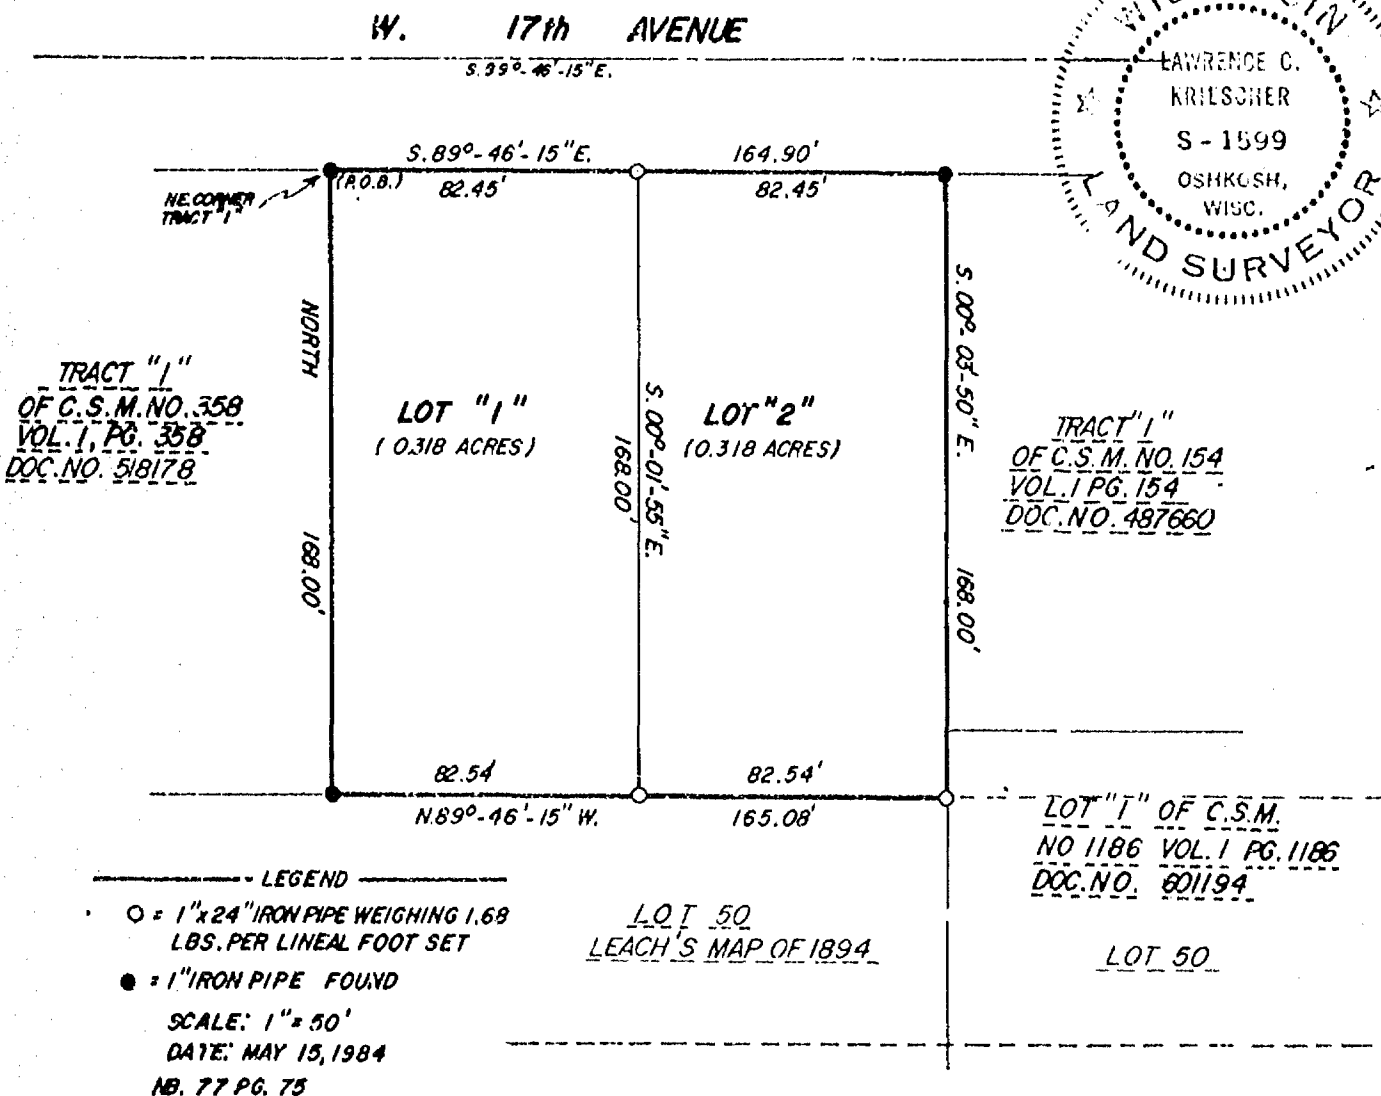 W. 17th AVENUE
S. 89°-46'-15"E.
LAWRENCE C.
KRIESCHER
S-1599
OSHKOSH,
WISC.
LAND SURVEYOR
S. 89°-46'-15"E. 164.90'
(P.O.B.) 82.45' 82.45'
NE. CORNER
TRACT "1"
NORTH 168.00'
S. 00°-01'-55" E.
168.00'
S. 00°-03'-50" E. 168.00'
TRACT "1"
OF C.S.M. NO. 358
VOL. 1, PG. 358
DOC. NO. 518178
LOT "1"
(0.318 ACRES)
LOT "2"
(0.318 ACRES)
TRACT "1"
OF C.S.M. NO. 154
VOL. 1 PG. 154
DOC. NO. 487660
82.54' 82.54'
N.89°-46'-15" W. 165.08'
LOT "1" OF C.S.M.
NO 1186 VOL. 1 PG. 1186
DOC. NO. 601194
LEGEND
O = 1"x24" IRON PIPE WEIGHING 1.68
LBS. PER LINEAL FOOT SET
● = 1" IRON PIPE FOUND
SCALE: 1" = 50'
DATE: MAY 15, 1984
NB. 77 PG. 75
LOT 50
LEACH'S MAP OF 1894
LOT 50